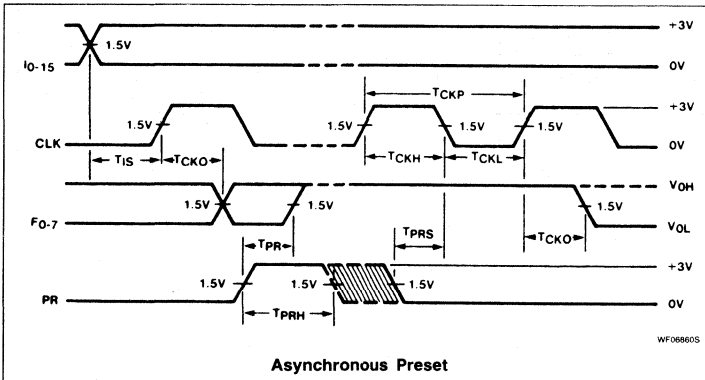 +3V
1.5V
I0-15
0V
TCKP
+3V
1.5V 1.5V 1.5V 1.5V
CLK
0V
TIS TCKO TCKH TCKL
VOH
1.5V 1.5V 1.5V
F0-7
VOL
TPR TPRS TCKO
+3V
1.5V 1.5V 1.5V
PR
0V
TPRH
WF06860S
Asynchronous Preset